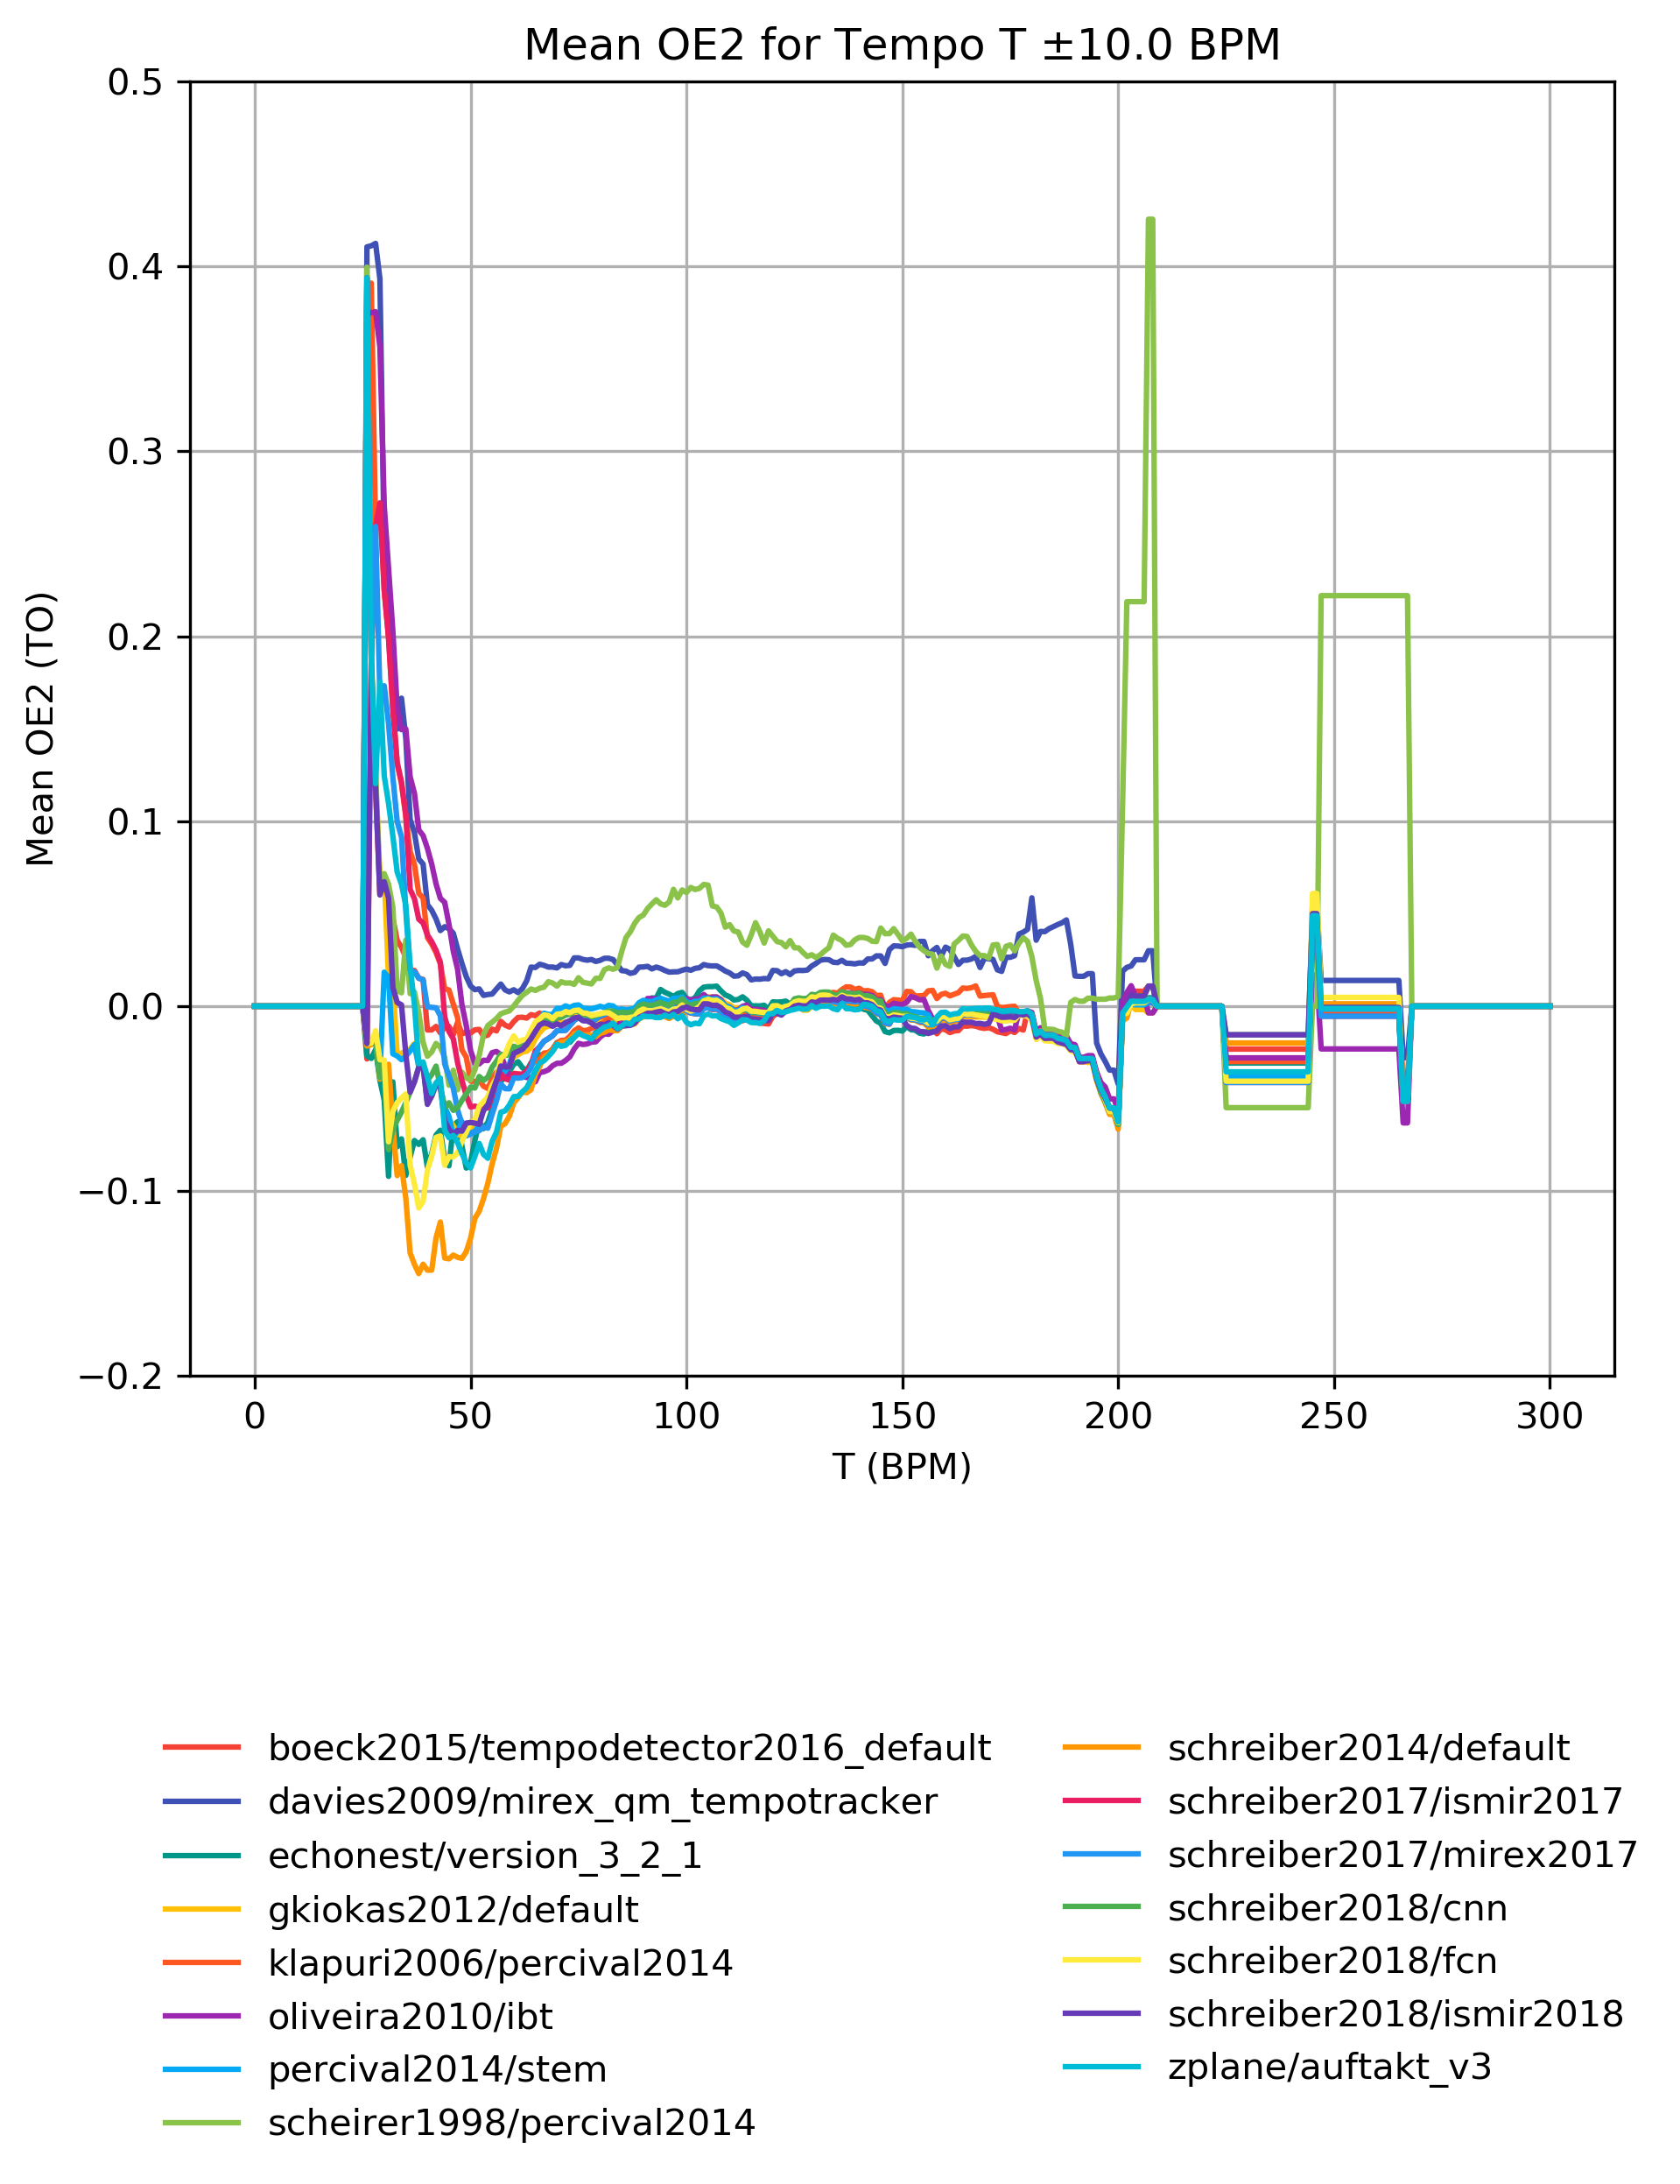 Mean OE2 for Tempo T ±10.0 BPM
0.5
0.4
0.3
0.2
0.1
0.0
−0.1
−0.2
Mean OE2 (TO)
0 50 100 150 200 250 300
T (BPM)
boeck2015/tempodetector2016_default
davies2009/mirex_qm_tempotracker
echonest/version_3_2_1
gkiokas2012/default
klapuri2006/percival2014
oliveira2010/ibt
percival2014/stem
scheirer1998/percival2014
schreiber2014/default
schreiber2017/ismir2017
schreiber2017/mirex2017
schreiber2018/cnn
schreiber2018/fcn
schreiber2018/ismir2018
zplane/auftakt_v3